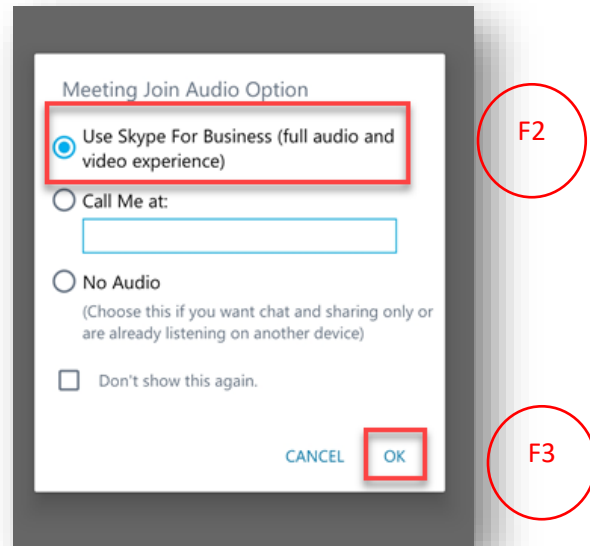 Meeting Join Audio Option
Use Skype For Business (full audio and
video experience)
F2
Call Me at:
No Audio
(Choose this if you want chat and sharing only or
are already listening on another device)
Don't show this again.
CANCEL OK
F3